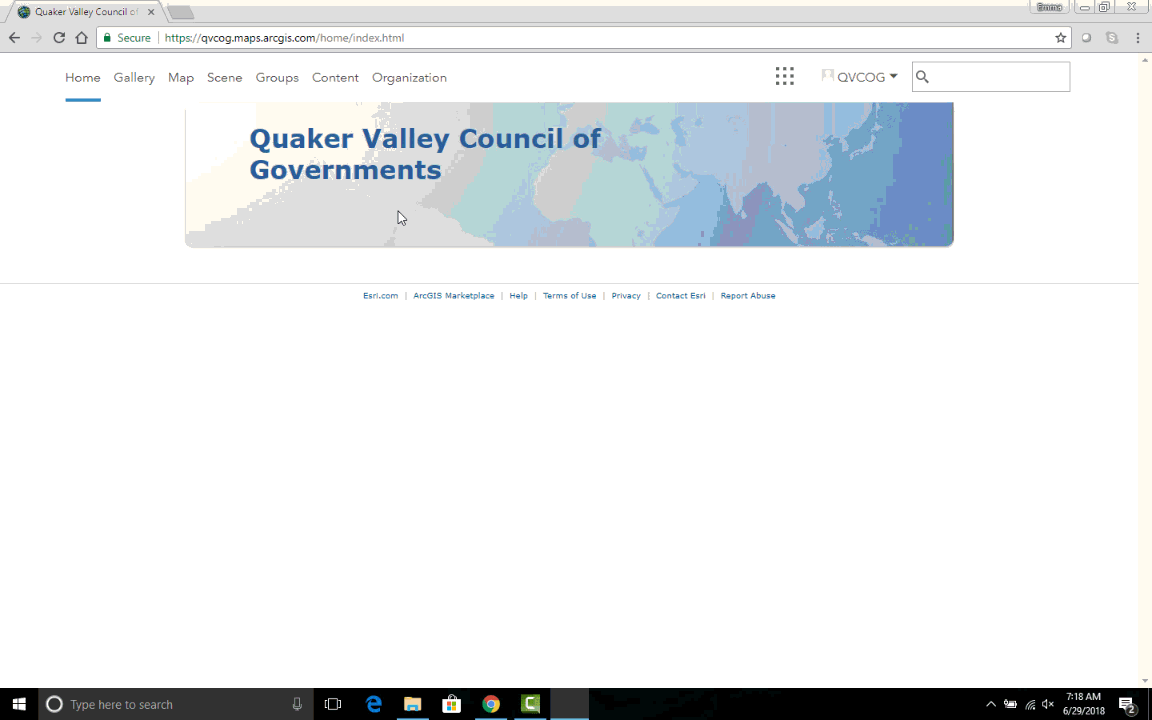 Quaker Valley Council of
Emma
Secure
https://qvcog.maps.arcgis.com/home/index.html
Home Gallery Map Scene Groups Content Organization
QVCOG
Quaker Valley Council of
Governments
Esri.com | ArcGIS Marketplace | Help | Terms of Use | Privacy | Contact Esri | Report Abuse
Type here to search
7:18 AM
6/29/2018
2